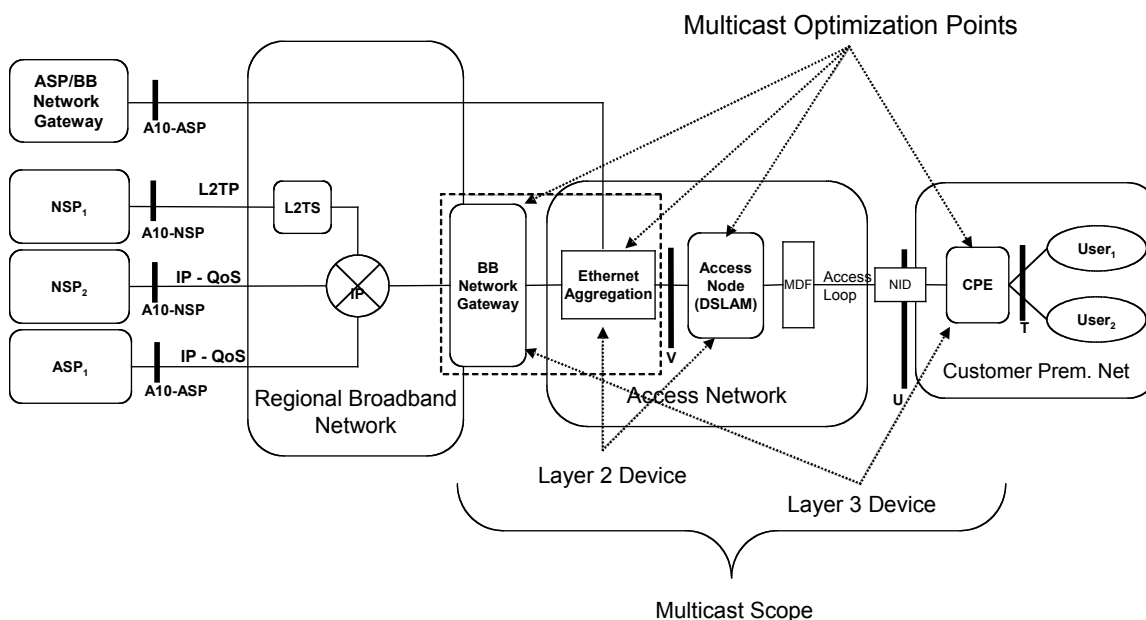 Multicast Optimization Points
ASP/BB
Network
Gateway
A10-ASP
NSP1
L2TP
A10-NSP
L2TS
NSP2
IP - QoS
A10-NSP
IP
ASP1
IP - QoS
A10-ASP
Regional Broadband
Network
BB
Network
Gateway
Ethernet
Aggregation
V
Access
Node
(DSLAM)
MDF
Access
Loop
Access Network
NID
U
CPE
T
User1
User2
Customer Prem. Net
Layer 2 Device
Layer 3 Device
Multicast Scope